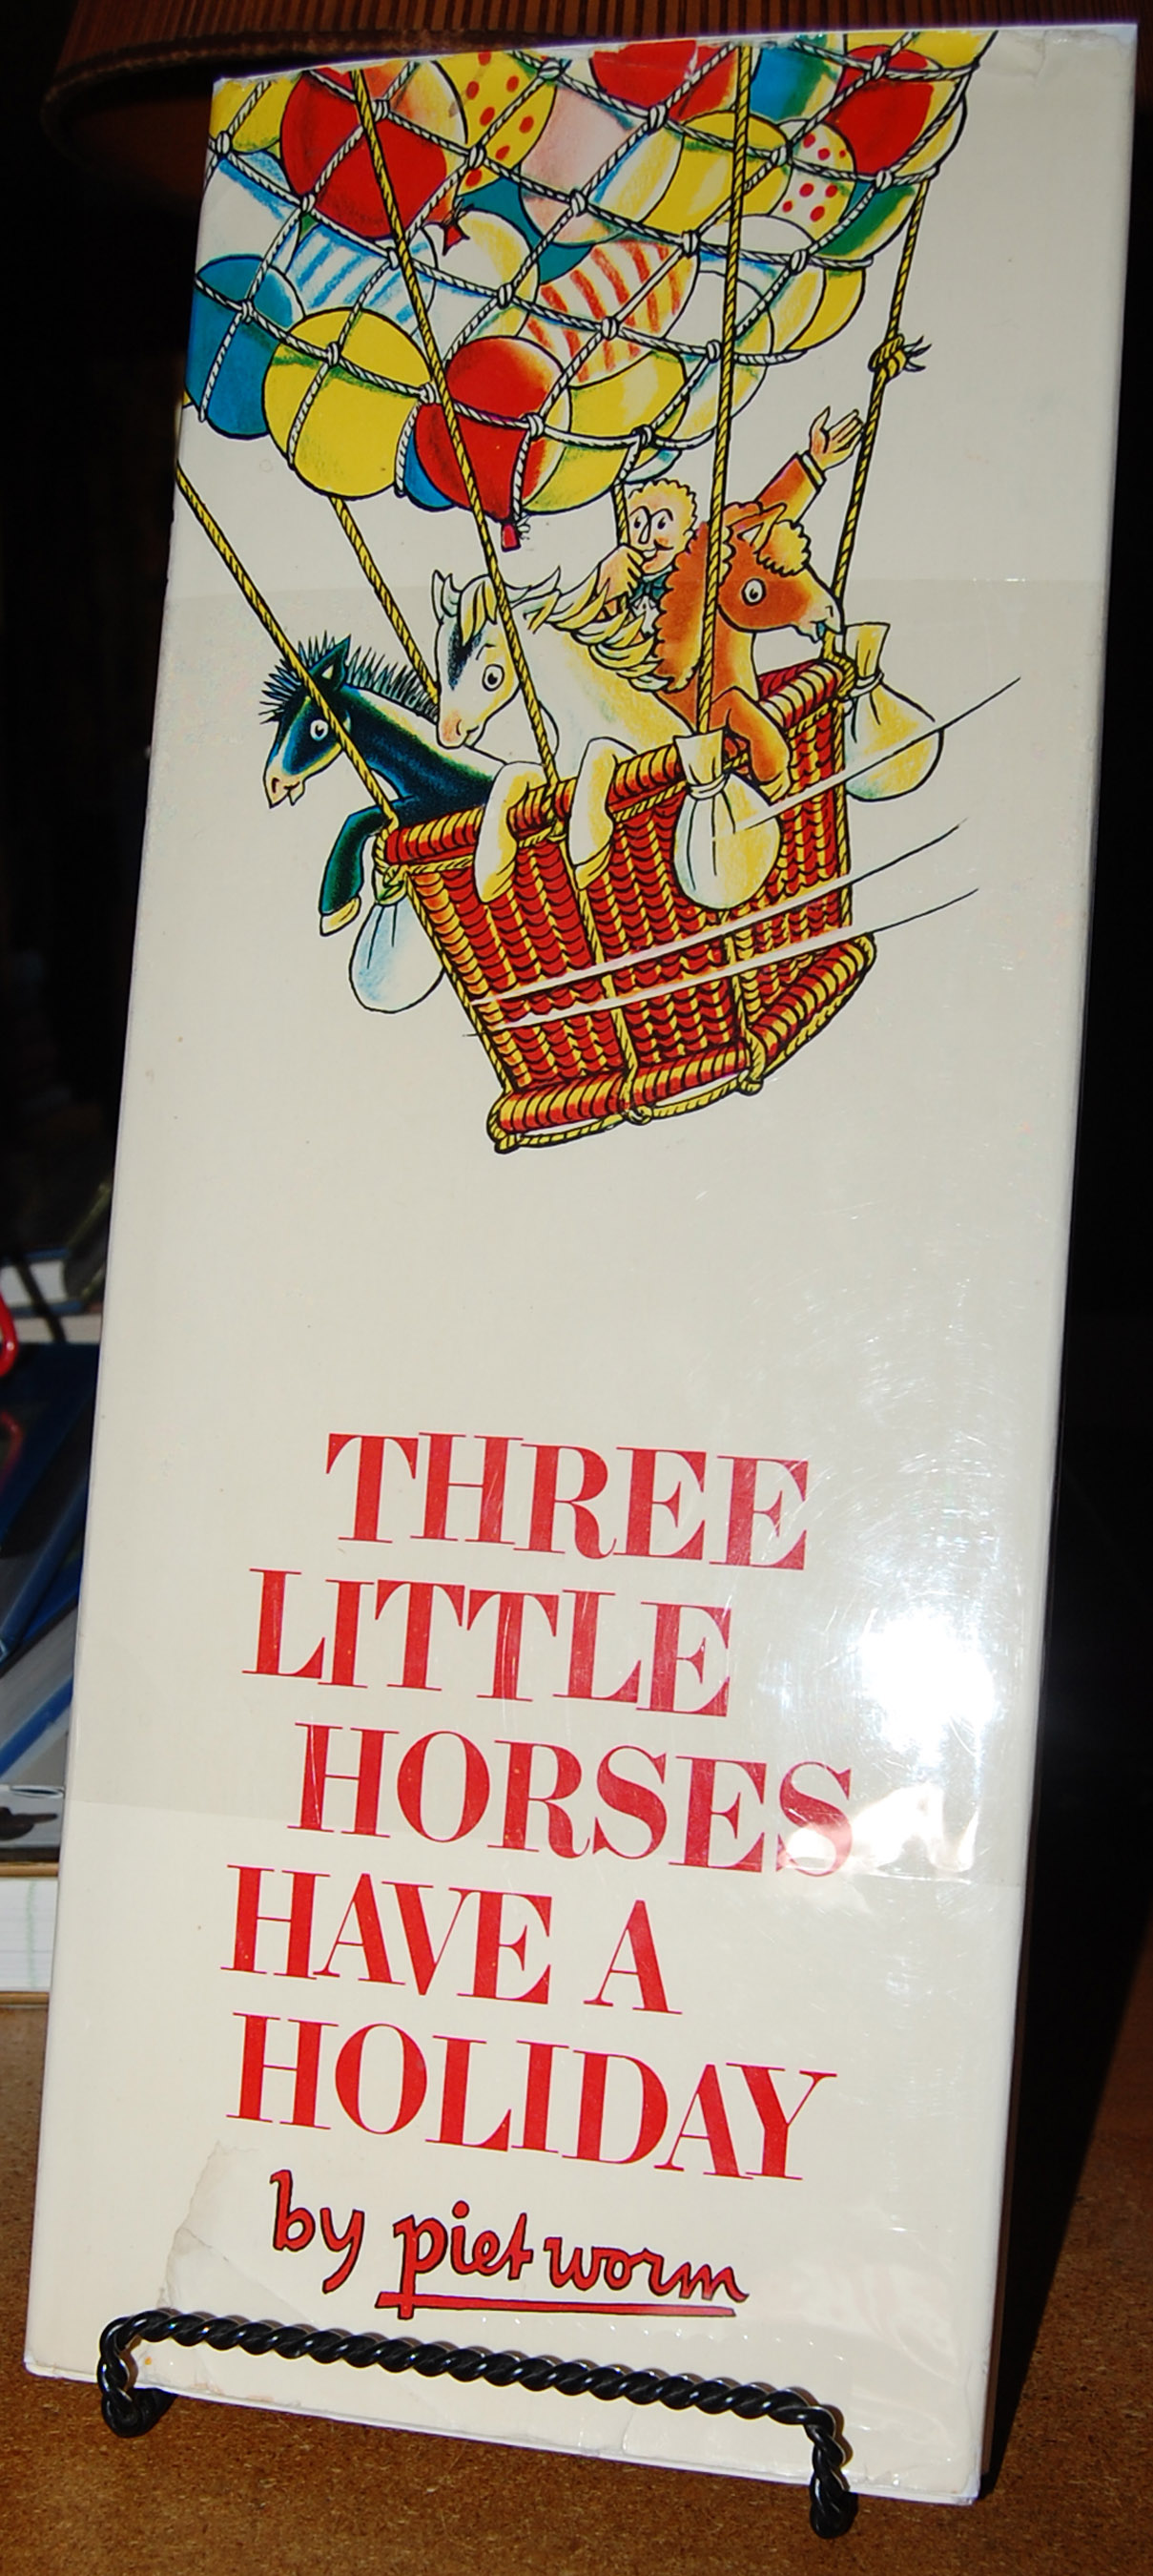 THREE
LITTLE
HORSES
HAVE A
HOLIDAY
by piet worm